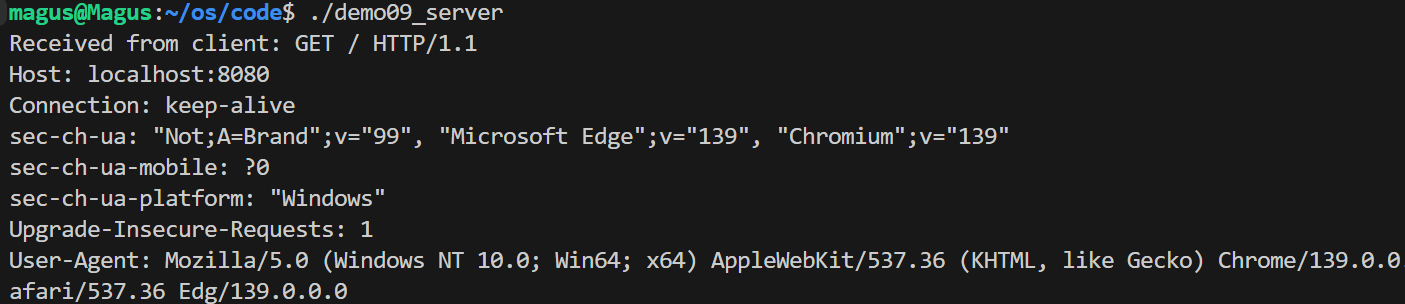 magus@Magus:~/os/code$ ./demo09_server
Received from client: GET / HTTP/1.1
Host: localhost:8080
Connection: keep-alive
sec-ch-ua: "Not;A=Brand";v="99", "Microsoft Edge";v="139", "Chromium";v="139"
sec-ch-ua-mobile: ?0
sec-ch-ua-platform: "Windows"
Upgrade-Insecure-Requests: 1
User-Agent: Mozilla/5.0 (Windows NT 10.0; Win64; x64) AppleWebKit/537.36 (KHTML, like Gecko) Chrome/139.0.0
afari/537.36 Edg/139.0.0.0